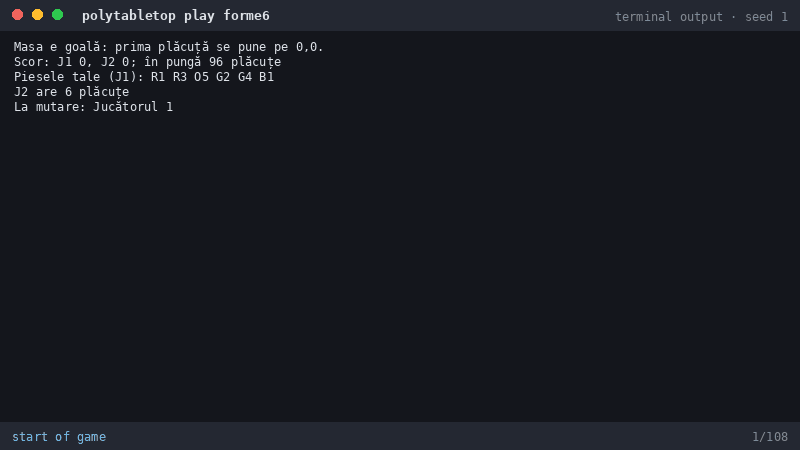 polytabletop play forme6
terminal output · seed 1
Masa e goală: prima plăcuță se pune pe 0,0.
Scor: J1 0, J2 0; în pungă 96 plăcuțe
Piesele tale (J1): R1 R3 O5 G2 G4 B1
J2 are 6 plăcuțe
La mutare: Jucătorul 1
start of game
1/108